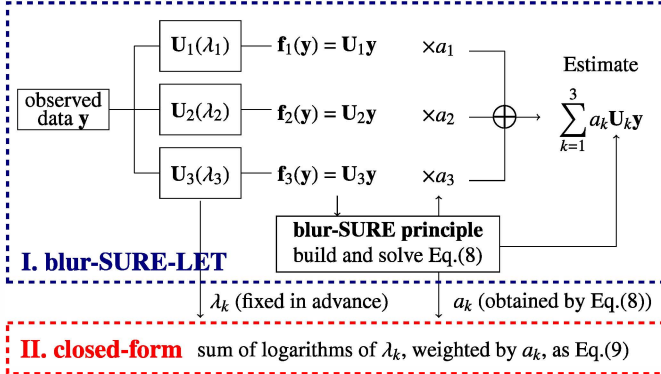 U₁(λ₁) f₁(y) = U₁y ×a₁
observed
data y
U₂(λ₂) f₂(y) = U₂y ×a₂
U₃(λ₃) f₃(y) = U₃y ×a₃
⊕
Estimate
∑³ₖ₌₁ aₖUₖy
blur-SURE principle
build and solve Eq.(8)
I. blur-SURE-LET
λₖ (fixed in advance) aₖ (obtained by Eq.(8))
II. closed-form sum of logarithms of λₖ, weighted by aₖ, as Eq.(9)